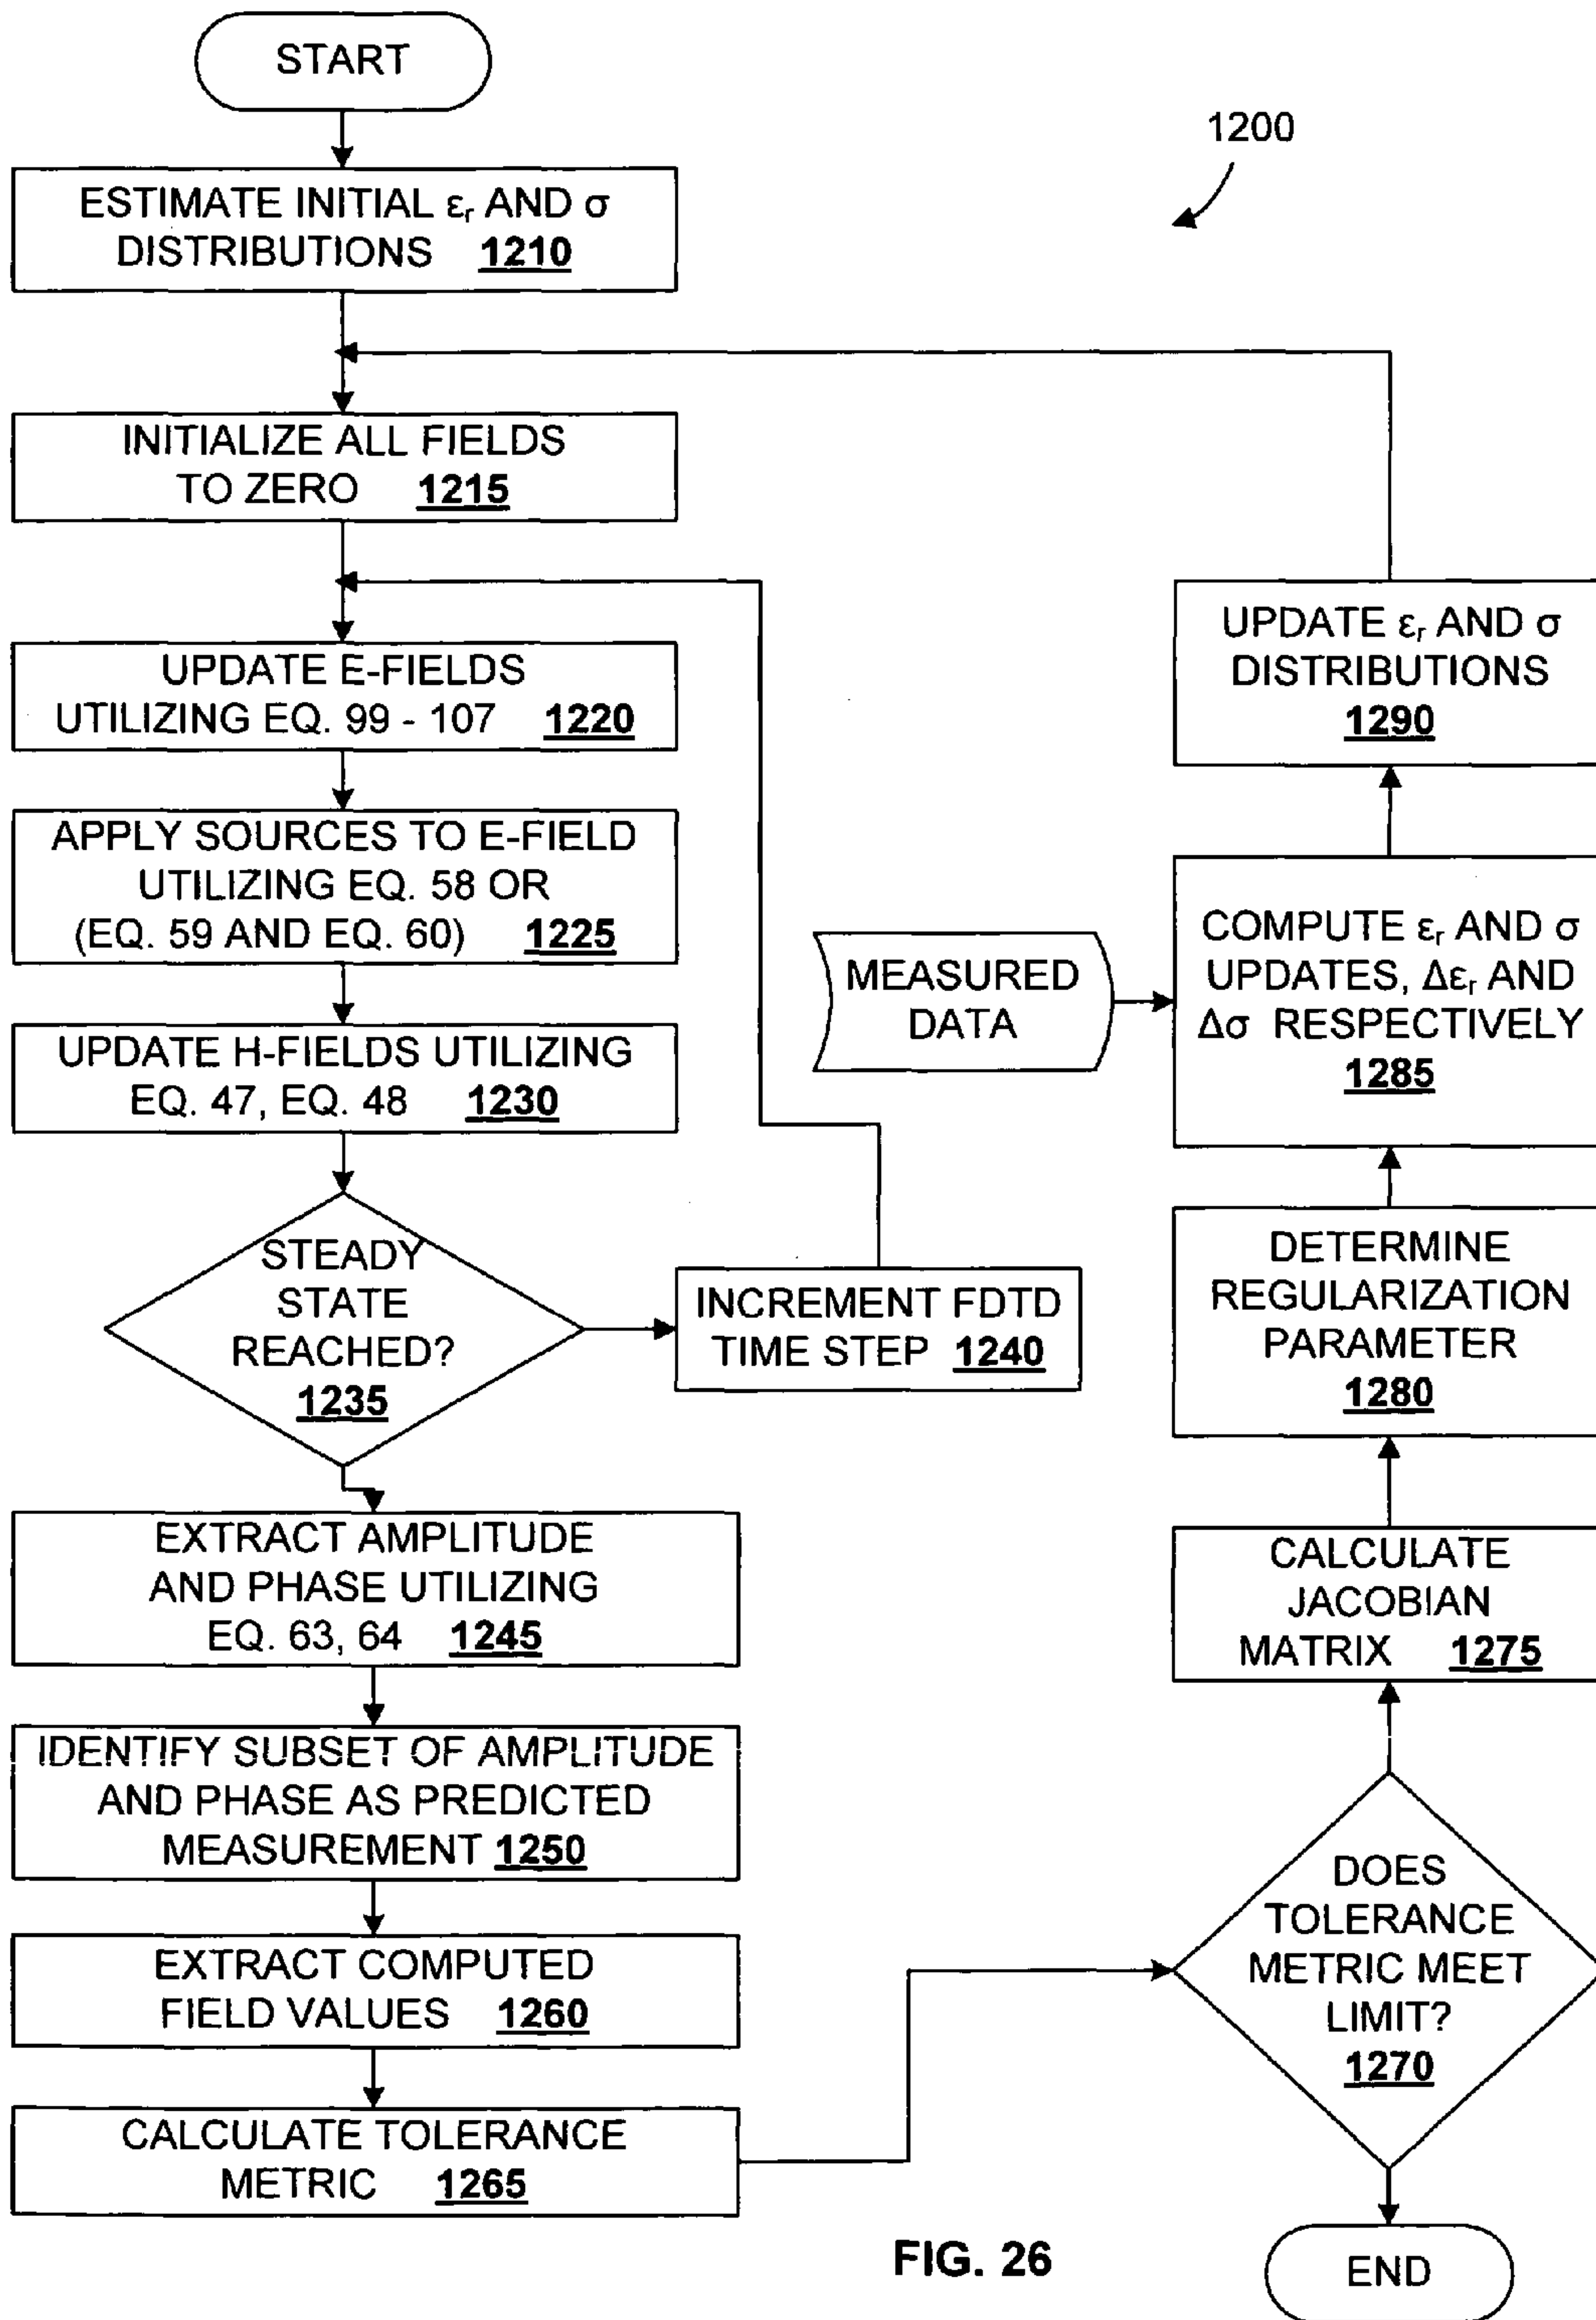 START
1200
ESTIMATE INITIAL εr AND σ
DISTRIBUTIONS 1210
INITIALIZE ALL FIELDS
TO ZERO 1215
UPDATE E-FIELDS
UTILIZING EQ. 99 - 107 1220
APPLY SOURCES TO E-FIELD
UTILIZING EQ. 58 OR
(EQ. 59 AND EQ. 60) 1225
UPDATE H-FIELDS UTILIZING
EQ. 47, EQ. 48 1230
STEADY
STATE
REACHED?
1235
INCREMENT FDTD
TIME STEP 1240
EXTRACT AMPLITUDE
AND PHASE UTILIZING
EQ. 63, 64 1245
IDENTIFY SUBSET OF AMPLITUDE
AND PHASE AS PREDICTED
MEASUREMENT 1250
EXTRACT COMPUTED
FIELD VALUES 1260
CALCULATE TOLERANCE
METRIC 1265
DOES
TOLERANCE
METRIC MEET
LIMIT?
1270
CALCULATE
JACOBIAN
MATRIX 1275
DETERMINE
REGULARIZATION
PARAMETER
1280
MEASURED
DATA
COMPUTE εr AND σ
UPDATES, Δεr AND
Δσ RESPECTIVELY
1285
UPDATE εr AND σ
DISTRIBUTIONS
1290
END
FIG. 26